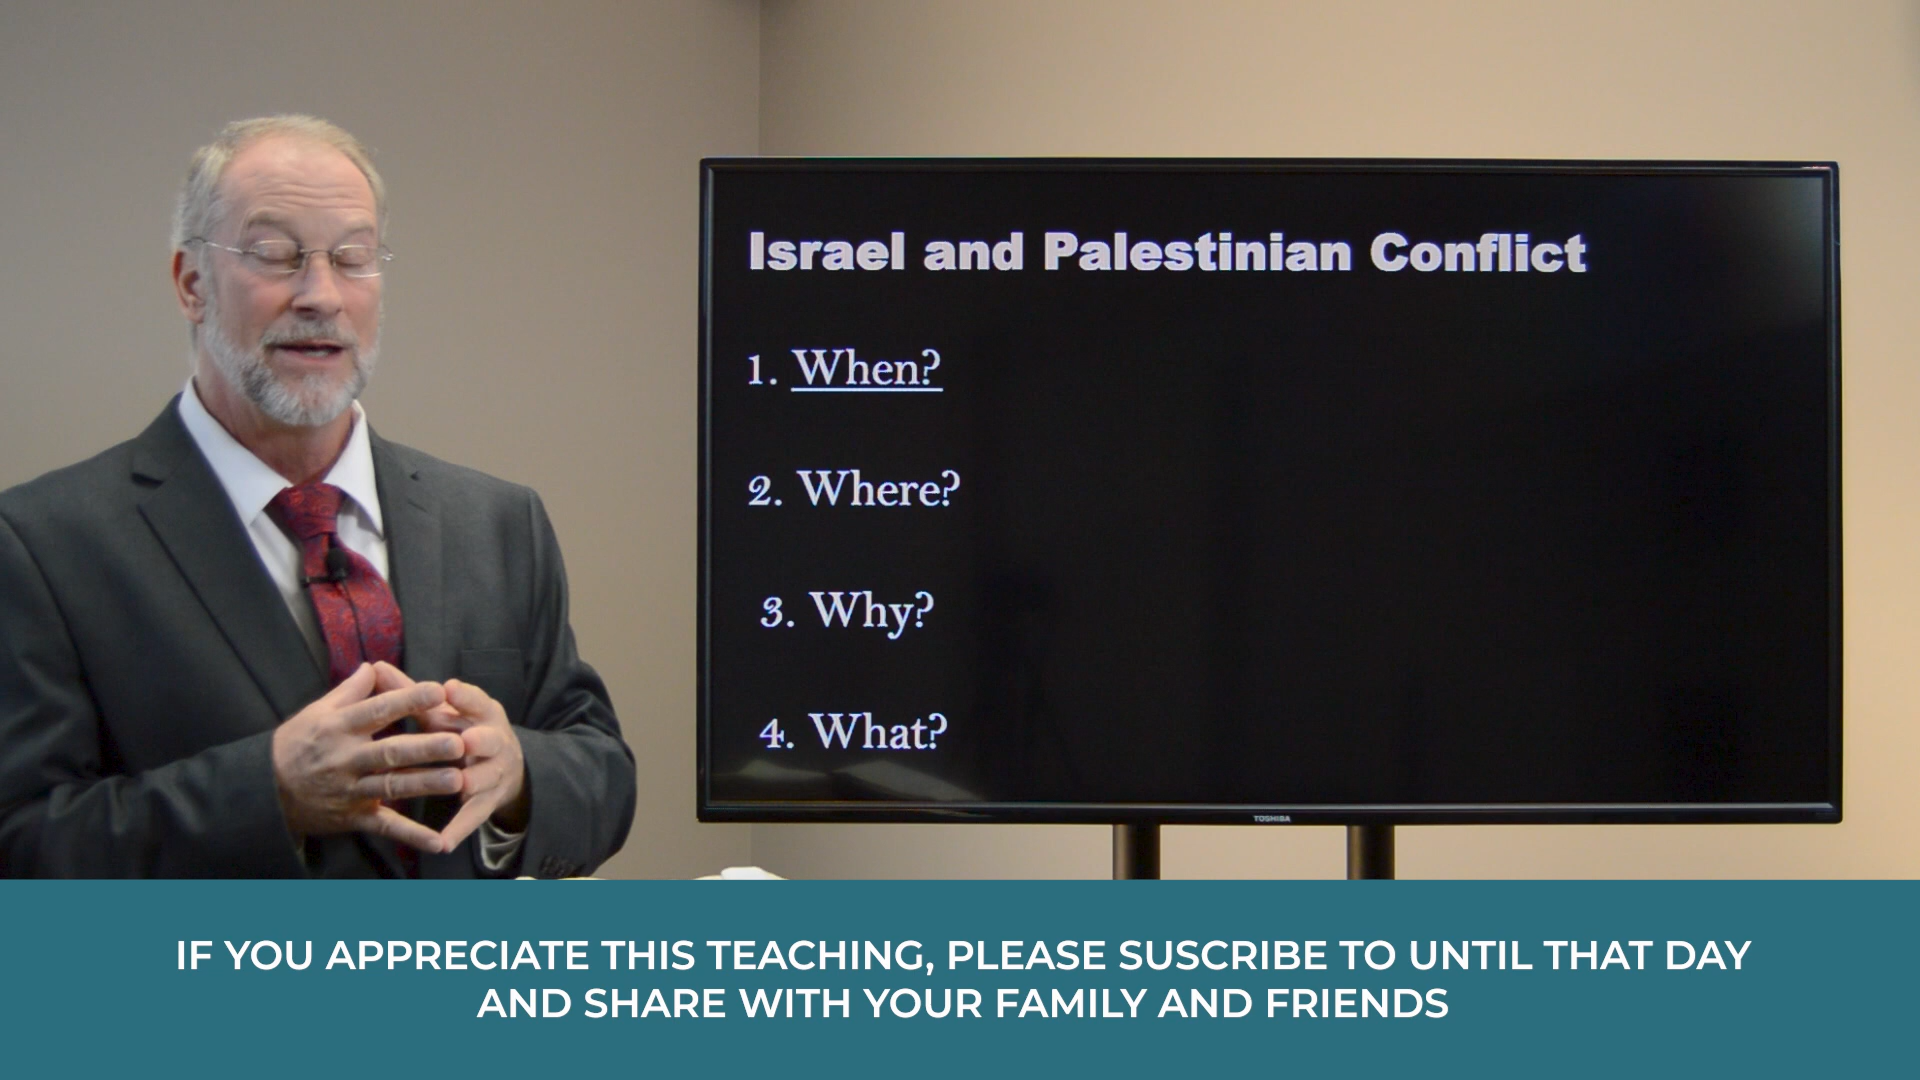 Israel and Palestinian Conflict
1. When?
2. Where?
3. Why?
4. What?
TOSHIBA
IF YOU APPRECIATE THIS TEACHING, PLEASE SUSCRIBE TO UNTIL THAT DAY
AND SHARE WITH YOUR FAMILY AND FRIENDS